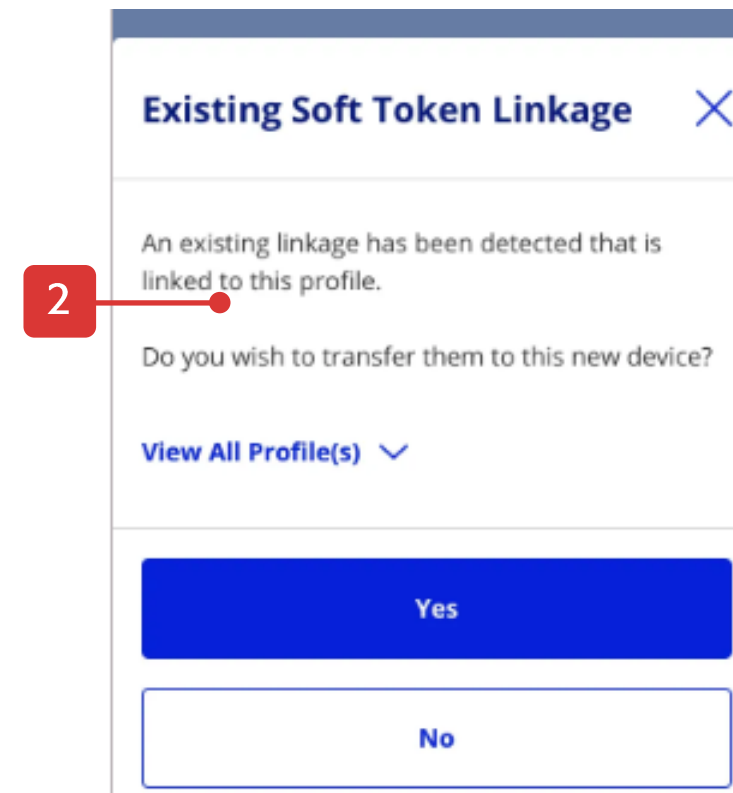 Existing Soft Token Linkage
An existing linkage has been detected that is
linked to this profile.
2
Do you wish to transfer them to this new device?
View All Profile(s)
Yes
No